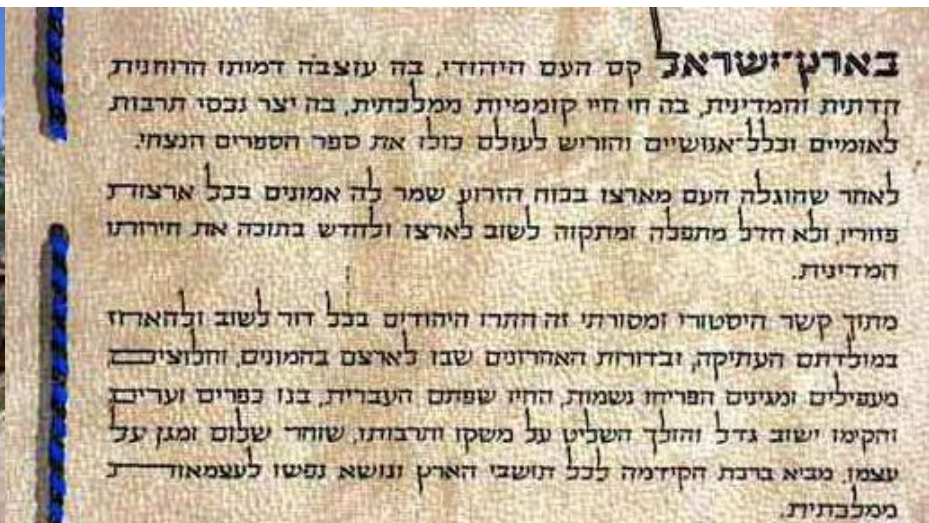 בארץ־ישראל קם העם היהודי, בה עוצבה דמותו הרוחנית,
הדתית והמדינית, בה חי חיי קוממיות ממלכתית, בה יצר נכסי תרבות
לאומיים וכלל־אנושיים והוריש לעולם כולו את ספר הספרים הנצחי.
לאחר שהוגלה העם מארצו בכוח הזרוע שמר לה אמונים בכל ארצות
פזוריו, ולא חדל מתפלה ומתקוה לשוב לארצו ולחדש בתוכה את חירותו
המדינית.
מתוך קשר היסטורי ומסורתי זה חתרו היהודים בכל דור לשוב ולהאחז
במולדתם העתיקה, ובדורות האחרונים שבו לארצם בהמונים, וחלוצים,
מעפילים ומגינים הפריחו נשמות, החיו שפתם העברית, בנו כפרים וערים
והקימו ישוב גדל והולך השליט על משקו ותרבותו, שוחר שלום ומגן על
עצמו, מביא ברכת הקידמה לכל תושבי הארץ ונושא נפשו לעצמאות
ממלכתית.